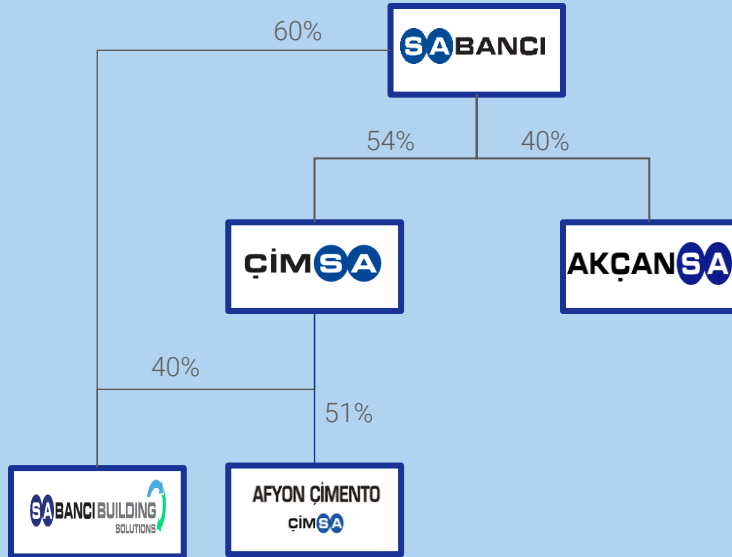 60%
SABANCI
54%
40%
ÇİMSA
AKÇANSA
40%
51%
SABANCI BUILDING
SOLUTIONS
AFYON ÇİMENTO
ÇİMSA